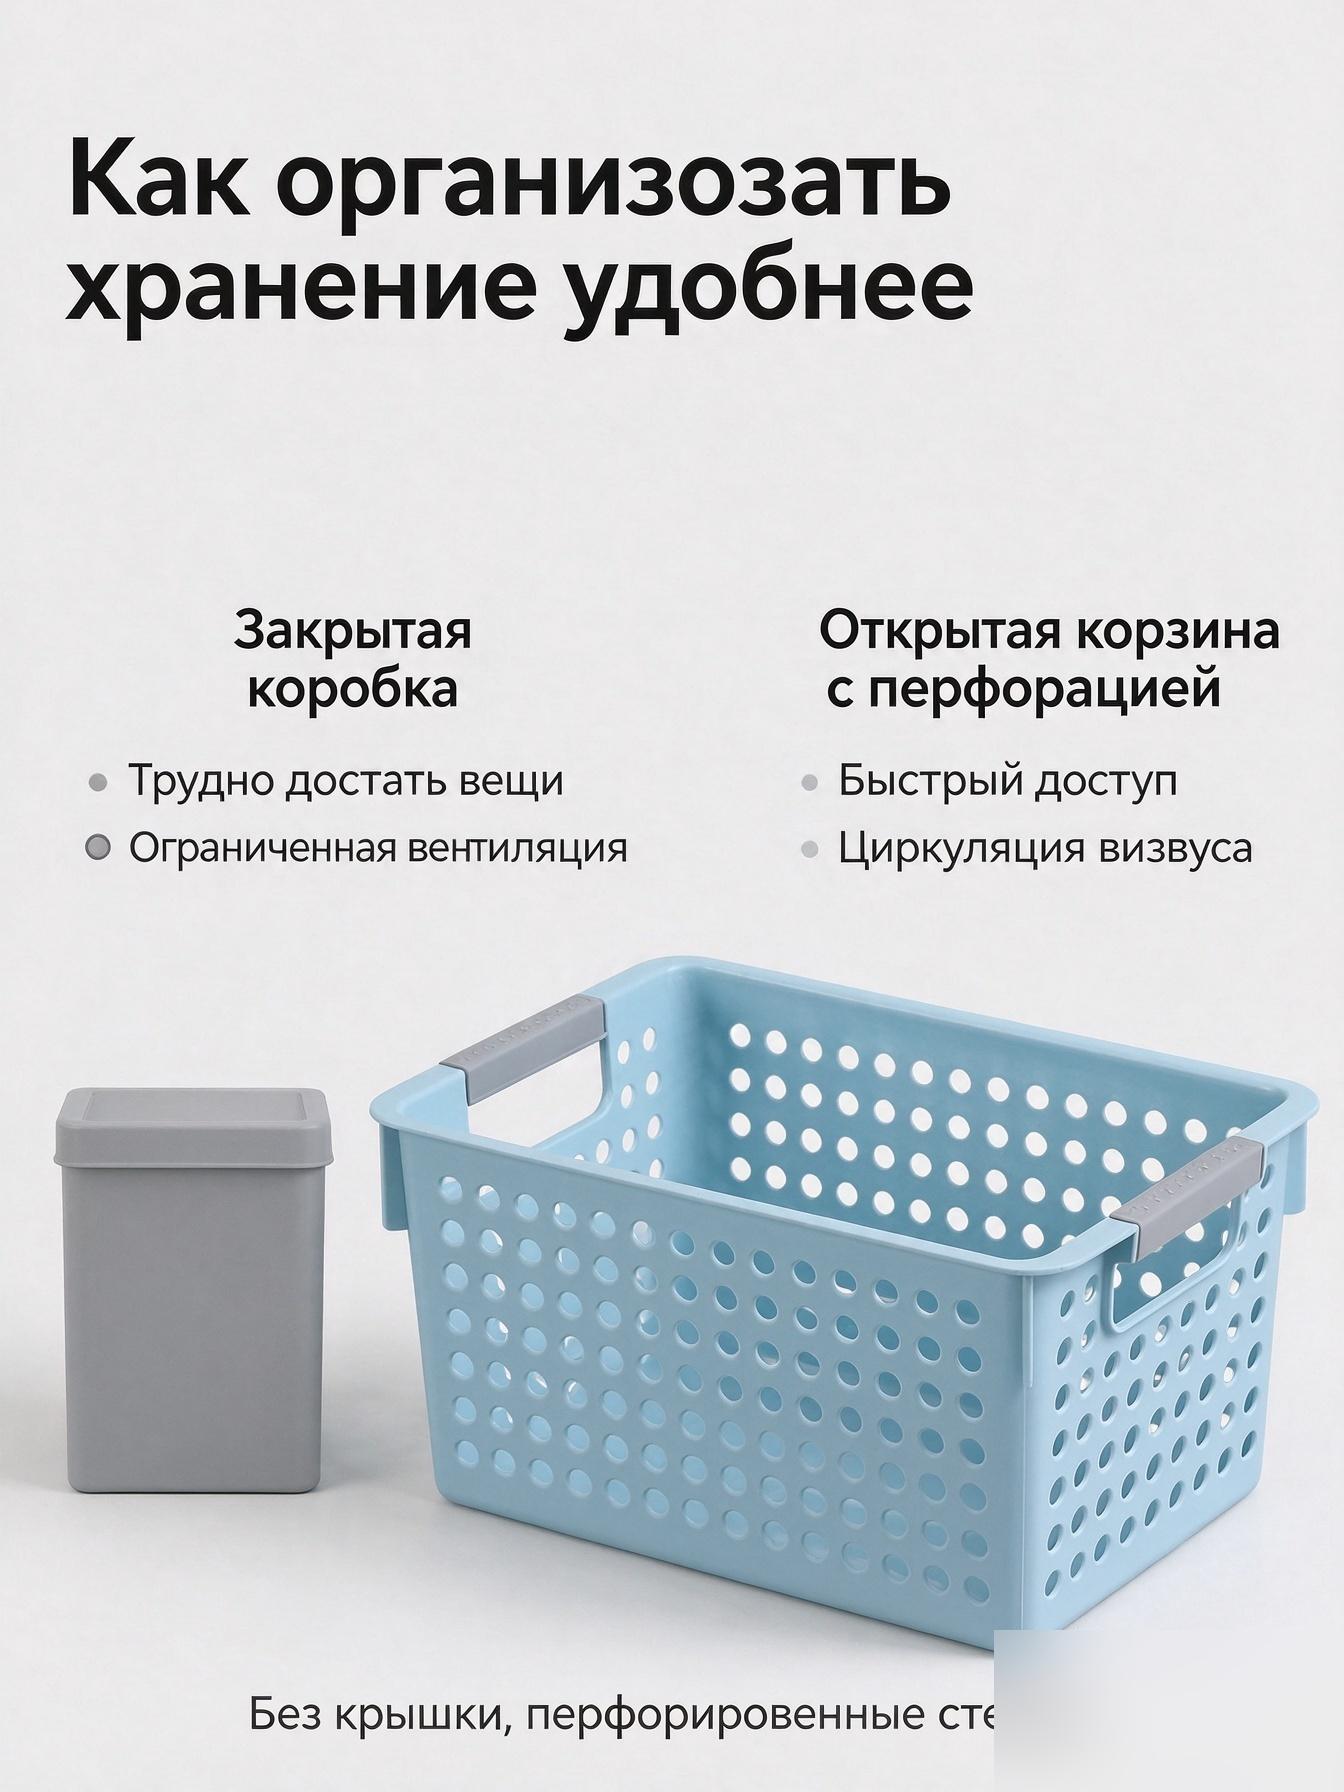 Как организозать
хранение удобнее
Закрытая
коробка
Трудно достать вещи
Ограниченная вентиляция
Открытая корзина
с перфорацией
Быстрый доступ
Циркуляция визвуса
Без крышки, перфорировенные